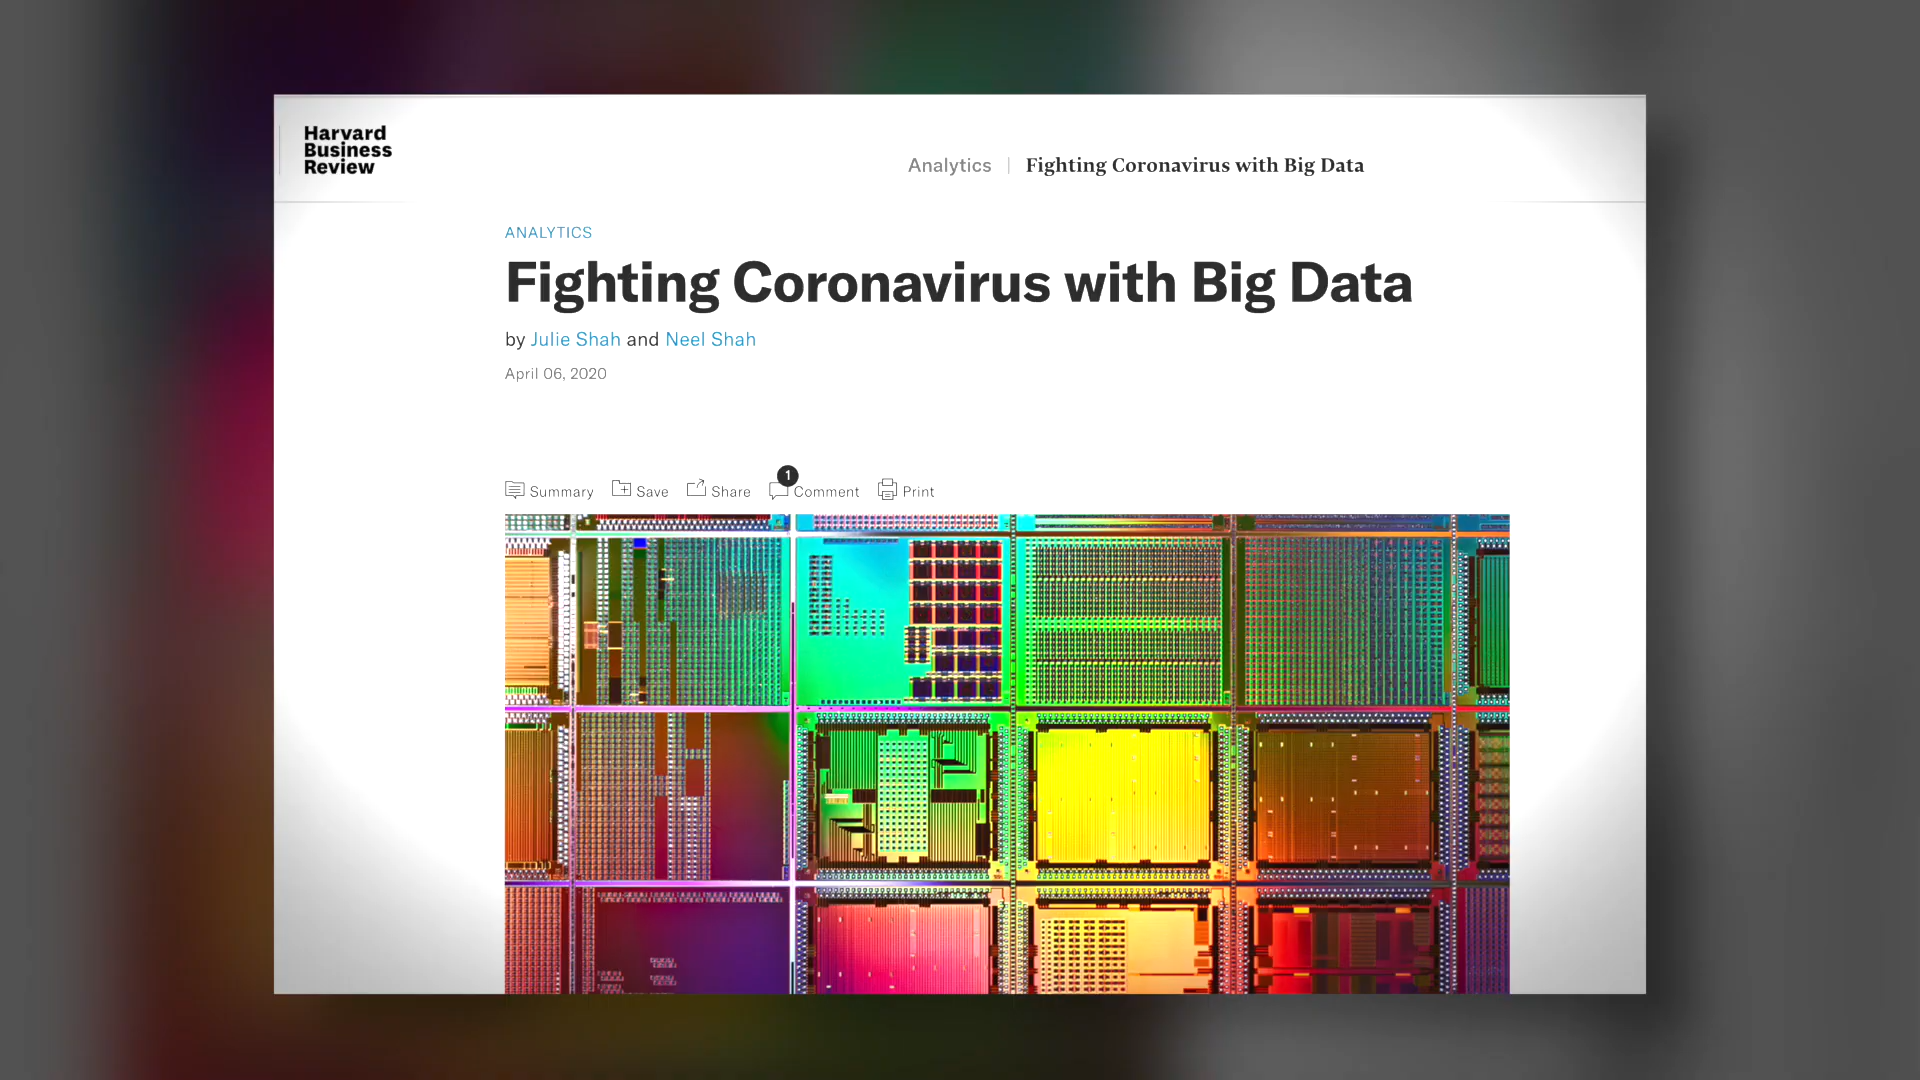 Harvard
Business
Review
Analytics | Fighting Coronavirus with Big Data
ANALYTICS
Fighting Coronavirus with Big Data
by Julie Shah and Neel Shah
April 06, 2020
Summary Save Share 1 Comment Print